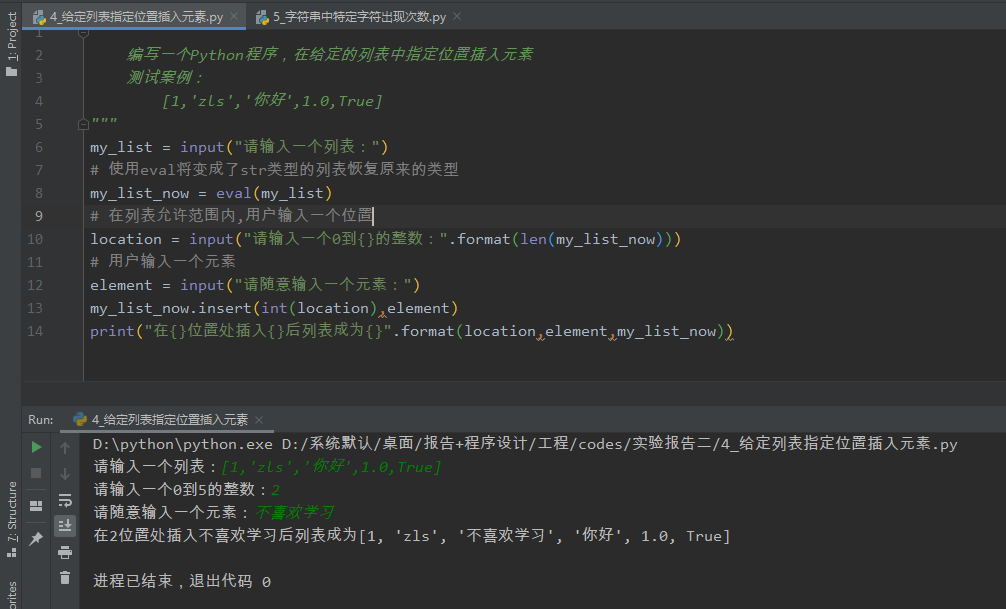 1: Project
4_给定列表指定位置插入元素.py
5_字符串中特定字符出现次数.py
1
2 编写一个Python程序，在给定的列表中指定位置插入元素
3 测试案例：
4 [1,'zls','你好',1.0,True]
5 """
6 my_list = input("请输入一个列表：")
7 # 使用eval将变成了str类型的列表恢复原来的类型
8 my_list_now = eval(my_list)
9 # 在列表允许范围内,用户输入一个位置
10 location = input("请输入一个0到{}的整数：".format(len(my_list_now)))
11 # 用户输入一个元素
12 element = input("请随意输入一个元素：")
13 my_list_now.insert(int(location),element)
14 print("在{}位置处插入{}后列表成为{}".format(location,element,my_list_now))
Run: 4_给定列表指定位置插入元素
D:\python\python.exe D:/系统默认/桌面/报告+程序设计/工程/codes/实验报告二/4_给定列表指定位置插入元素.py
请输入一个列表：[1,'zls','你好',1.0,True]
请输入一个0到5的整数：2
请随意输入一个元素：不喜欢学习
在2位置处插入不喜欢学习后列表成为[1, 'zls', '不喜欢学习', '你好', 1.0, True]
进程已结束，退出代码 0
7: Structure